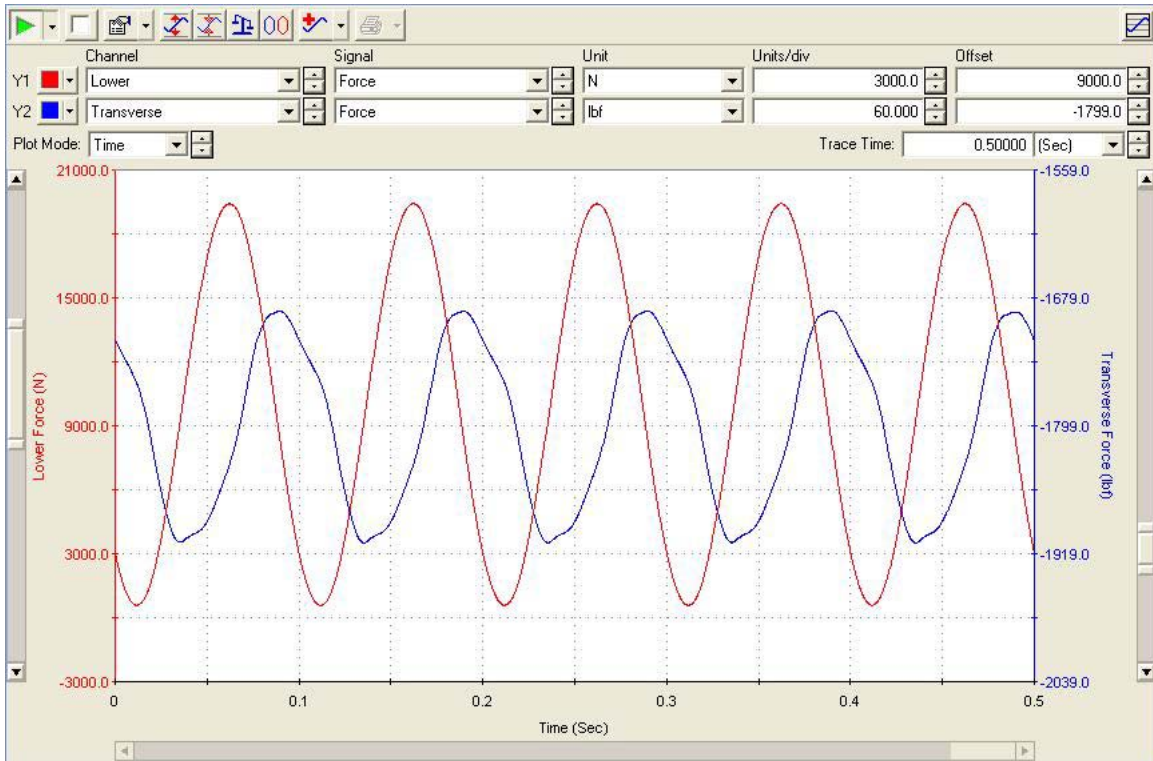 Channel Signal Unit Units/div Offset
Y1 Lower Force N 3000.0 9000.0
Y2 Transverse Force lbf 60.000 -1799.0
Plot Mode: Time Trace Time: 0.50000 (Sec)
21000.0
15000.0
9000.0
3000.0
-3000.0
Lower Force (N)
-1559.0
-1679.0
-1799.0
-1919.0
-2039.0
Transverse Force (lbf)
0 0.1 0.2 0.3 0.4 0.5
Time (Sec)